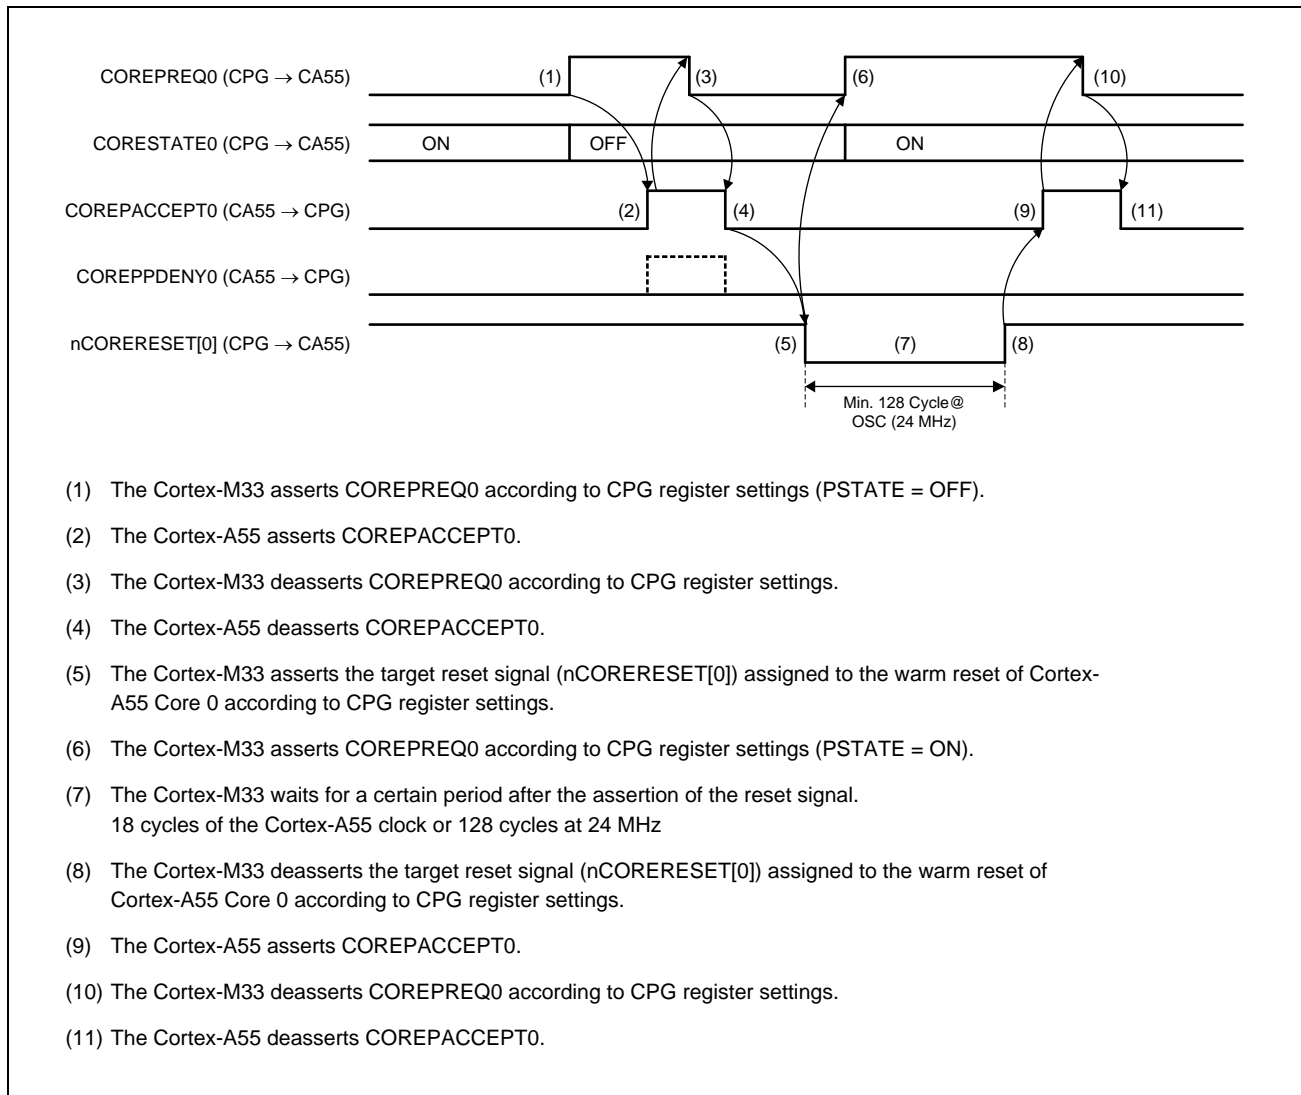 COREPREQ0 (CPG → CA55)
(1)
(3)
(6)
(10)
CORESTATE0 (CPG → CA55)
ON
OFF
ON
COREPACCEPT0 (CA55 → CPG)
(2)
(4)
(9)
(11)
COREPPDENY0 (CA55 → CPG)
nCORERESET[0] (CPG → CA55)
(5)
(7)
(8)
Min. 128 Cycle@
OSC (24 MHz)
(1) The Cortex-M33 asserts COREPREQ0 according to CPG register settings (PSTATE = OFF).
(2) The Cortex-A55 asserts COREPACCEPT0.
(3) The Cortex-M33 deasserts COREPREQ0 according to CPG register settings.
(4) The Cortex-A55 deasserts COREPACCEPT0.
(5) The Cortex-M33 asserts the target reset signal (nCORERESET[0]) assigned to the warm reset of Cortex-
A55 Core 0 according to CPG register settings.
(6) The Cortex-M33 asserts COREPREQ0 according to CPG register settings (PSTATE = ON).
(7) The Cortex-M33 waits for a certain period after the assertion of the reset signal.
18 cycles of the Cortex-A55 clock or 128 cycles at 24 MHz
(8) The Cortex-M33 deasserts the target reset signal (nCORERESET[0]) assigned to the warm reset of
Cortex-A55 Core 0 according to CPG register settings.
(9) The Cortex-A55 asserts COREPACCEPT0.
(10) The Cortex-M33 deasserts COREPREQ0 according to CPG register settings.
(11) The Cortex-A55 deasserts COREPACCEPT0.